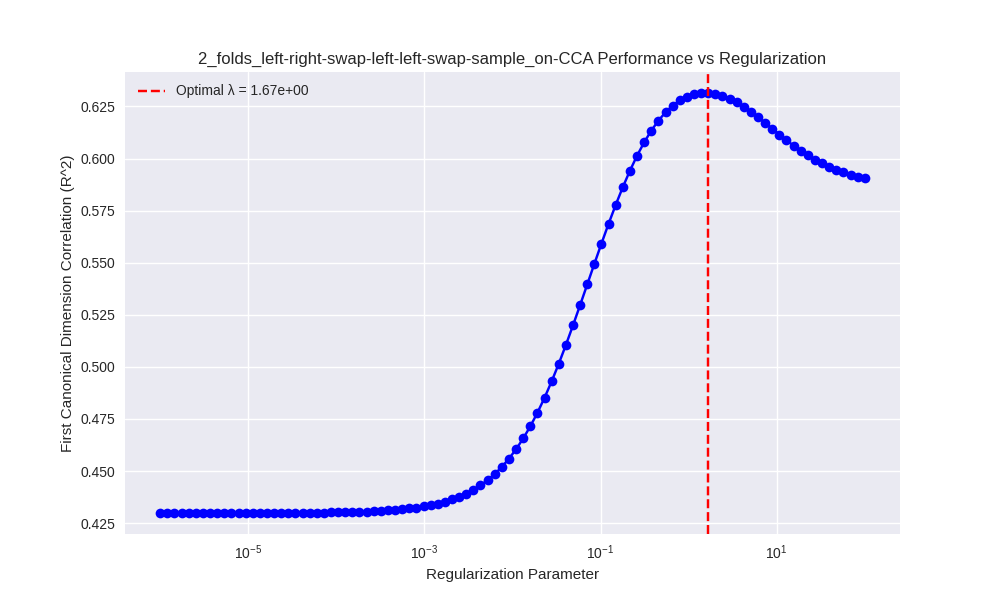 2_folds_left-right-swap-left-left-swap-sample_on-CCA Performance vs Regularization
Optimal λ = 1.67e+00
First Canonical Dimension Correlation (R^2)
0.625
0.600
0.575
0.550
0.525
0.500
0.475
0.450
0.425
10⁻⁵ 10⁻³ 10⁻¹ 10¹
Regularization Parameter